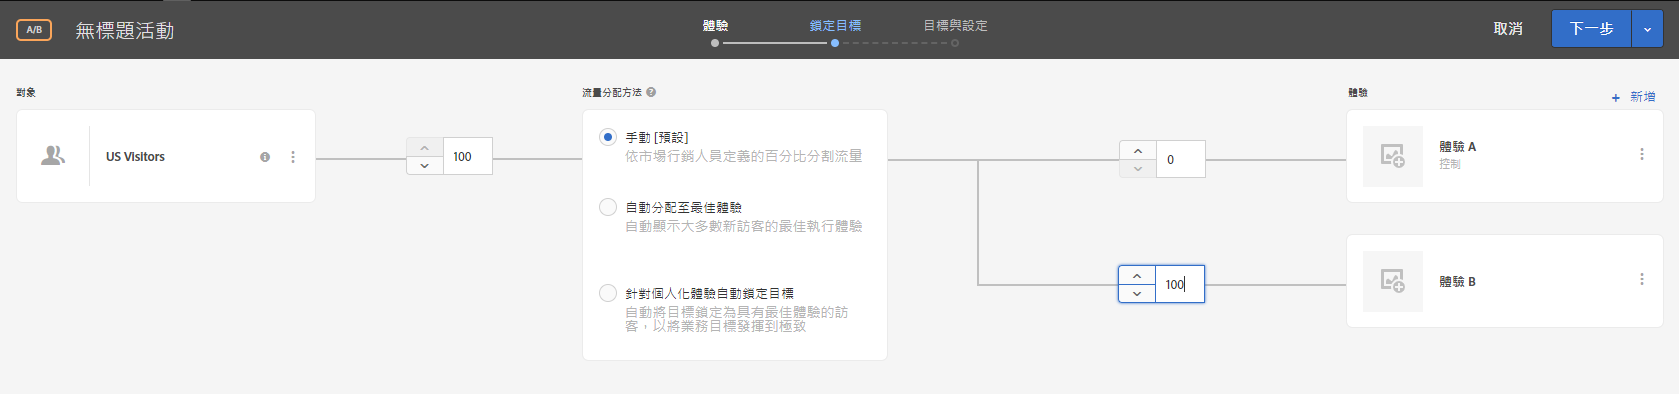 A/B
無標題活動
體驗
鎖定目標
目標與設定
取消
下一步
對象
流量分配方法
體驗
+ 新增
US Visitors
100
手動 [預設]
依市場行銷人員定義的百分比分割流量
自動分配至最佳體驗
自動顯示大多數新訪客的最佳執行體驗
針對個人化體驗自動鎖定目標
自動將目標鎖定為具有最佳體驗的訪
客，以將業務目標發揮到極致
0
體驗 A
控制
100
體驗 B